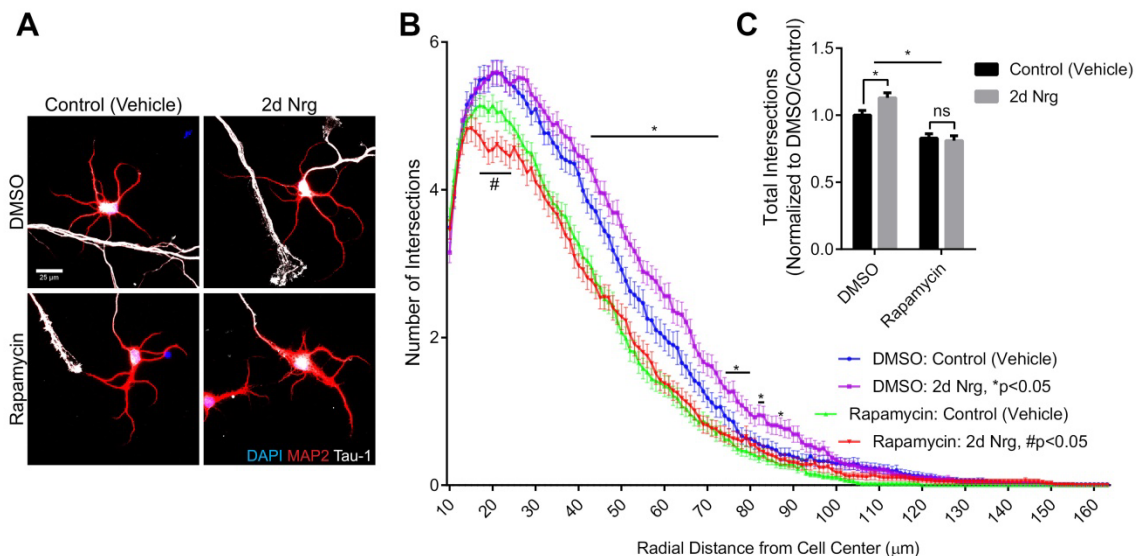 A
Control (Vehicle)
2d Nrg
DMSO
25 μm
Rapamycin
DAPI MAP2 Tau-1
B
6
4
2
0
Number of Intersections
*
#
*
*
*
10
20
30
40
50
60
70
80
90
100
110
120
130
140
150
160
Radial Distance from Cell Center (μm)
DMSO: Control (Vehicle)
DMSO: 2d Nrg, *p<0.05
Rapamycin: Control (Vehicle)
Rapamycin: 2d Nrg, #p<0.05
C
Total Intersections
(Normalized to DMSO/Control)
1.5
1.0
0.5
0.0
*
*
ns
DMSO
Rapamycin
Control (Vehicle)
2d Nrg